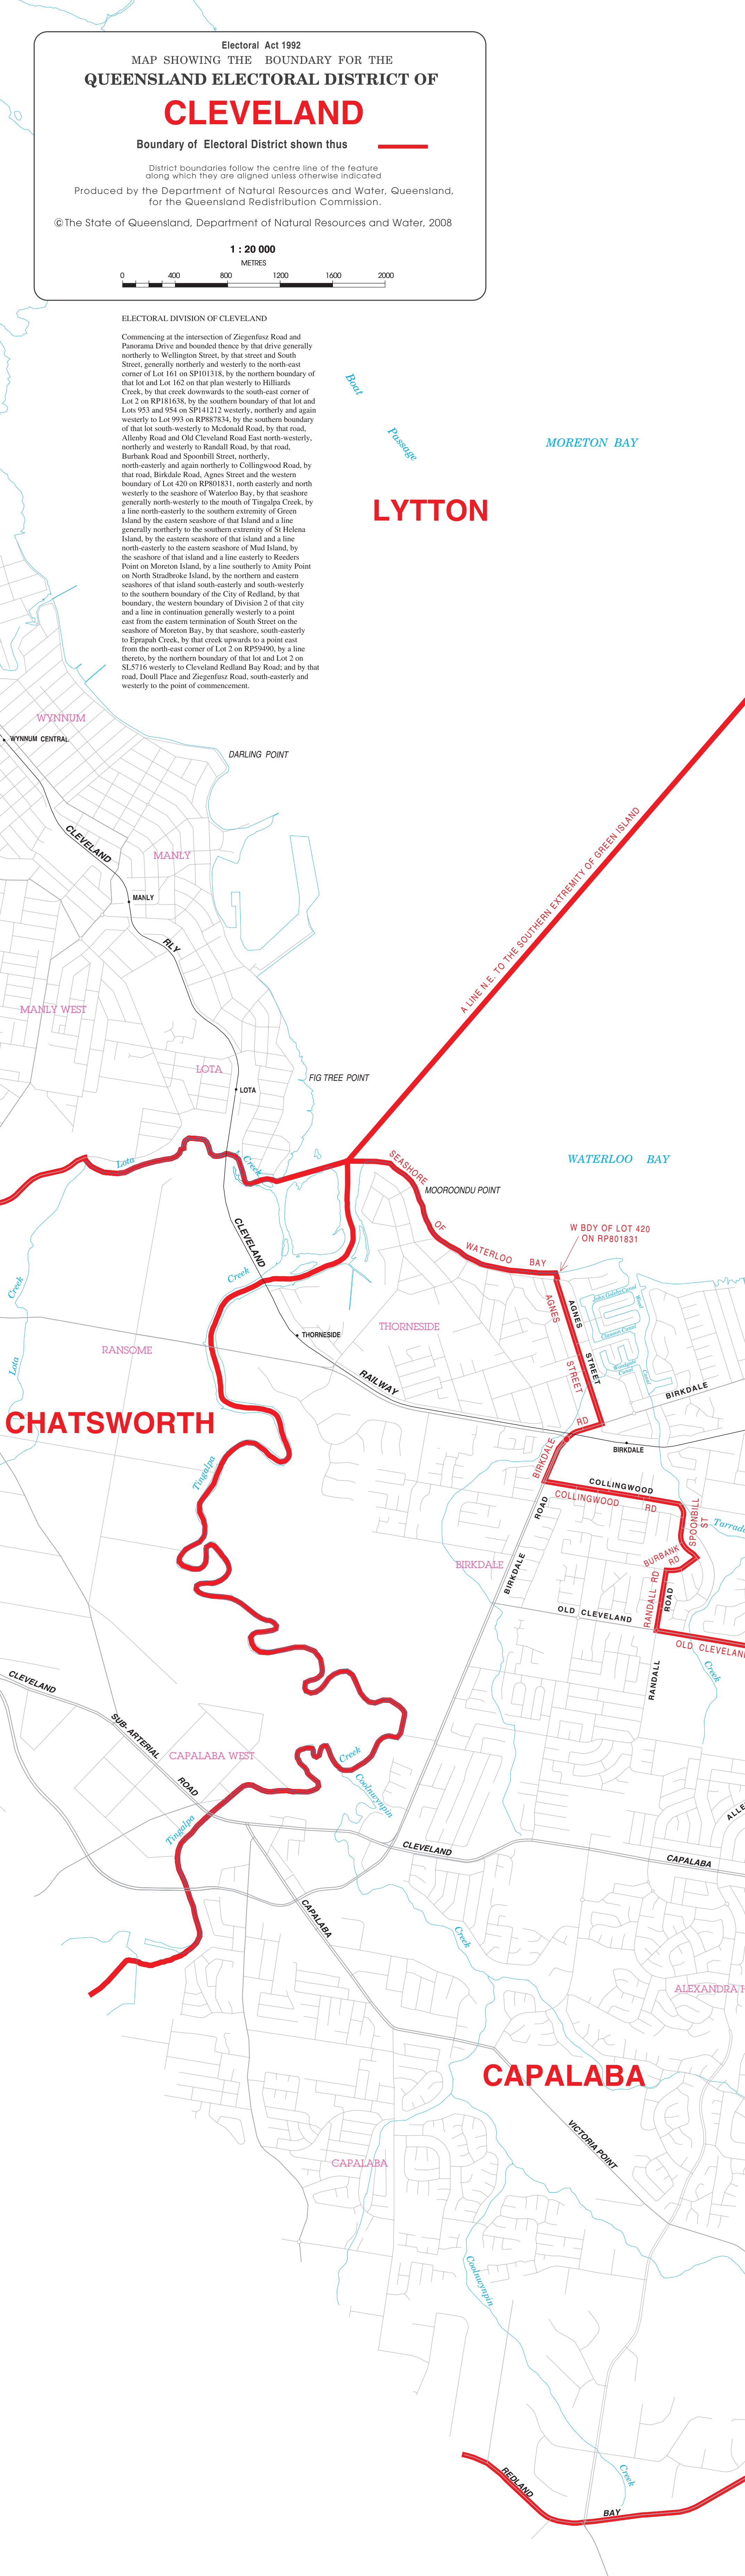 Electoral Act 1992
MAP SHOWING THE BOUNDARY FOR THE
QUEENSLAND ELECTORAL DISTRICT OF
CLEVELAND
Boundary of Electoral District shown thus
District boundaries follow the centre line of the feature
along which they are aligned unless otherwise indicated
Produced by the Department of Natural Resources and Water, Queensland,
for the Queensland Redistribution Commission.
©The State of Queensland, Department of Natural Resources and Water, 2008
1 : 20 000
METRES
0 400 800 1200 1600 2000
ELECTORAL DIVISION OF CLEVELAND
Commencing at the intersection of Ziegenfusz Road and
Panorama Drive and bounded thence by that drive generally
northerly to Wellington Street, by that street and South
Street, generally northerly and westerly to the north-east
corner of Lot 161 on SP101318, by the northern boundary of
that lot and Lot 162 on that plan westerly to Hilliards
Creek, by that creek downwards to the south-east corner of
Lot 2 on RP181638, by the southern boundary of that lot and
Lots 953 and 954 on SP141212 westerly, northerly and again
westerly to Lot 993 on RP887834, by the southern boundary
of that lot south-westerly to Mcdonald Road, by that road,
Allenby Road and Old Cleveland Road East north-westerly,
northerly and westerly to Randall Road, by that road,
Burbank Road and Spoonbill Street, northerly,
north-easterly and again northerly to Collingwood Road, by
that road, Birkdale Road, Agnes Street and the western
boundary of Lot 420 on RP801831, north easterly and north
westerly to the seashore of Waterloo Bay, by that seashore
generally north-westerly to the mouth of Tingalpa Creek, by
a line north-easterly to the southern extremity of Green
Island by the eastern seashore of that Island and a line
generally northerly to the southern extremity of St Helena
Island, by the eastern seashore of that island and a line
north-easterly to the eastern seashore of Mud Island, by
the seashore of that island and a line easterly to Reeders
Point on Moreton Island, by a line southerly to Amity Point
on North Stradbroke Island, by the northern and eastern
seashores of that island south-easterly and south-westerly
to the southern boundary of the City of Redland, by that
boundary, the western boundary of Division 2 of that city
and a line in continuation generally westerly to a point
east from the eastern termination of South Street on the
seashore of Moreton Bay, by that seashore, south-easterly
to Eprapah Creek, by that creek upwards to a point east
from the north-east corner of Lot 2 on RP59490, by a line
thereto, by the northern boundary of that lot and Lot 2 on
SL5716 westerly to Cleveland Redland Bay Road; and by that
road, Doull Place and Ziegenfusz Road, south-easterly and
westerly to the point of commencement.
Boat
Passage
MORETON BAY
LYTTON
WYNNUM
WYNNUM CENTRAL
DARLING POINT
CLEVELAND
MANLY
MANLY
RLY
A LINE N.E. TO THE SOUTHERN EXTREMITY OF GREEN ISLAND
MANLY WEST
LOTA
LOTA
FIG TREE POINT
Lota
Creek
SEASHORE
MOOROONDU POINT
WATERLOO BAY
OF
WATERLOO
BAY
W BDY OF LOT 420
ON RP801831
CLEVELAND
Creek
Creek
AGNES
AGNES
THORNESIDE
THORNESIDE
RANSOME
Lota
STREET
STREET
RAILWAY
BIRKDALE
CHATSWORTH
RD
BIRKDALE
BIRKDALE
Tingalpa
COLLINGWOOD
COLLINGWOOD
RD
ROAD
SPOONBILL
ST
BURBANK
RD
BIRKDALE
BIRKDALE
RANDALL RD
ROAD
OLD CLEVELAND
OLD CLEVELAN
Creek
RANDALL
CLEVELAND
SUB- ARTERIAL
ROAD
CAPALABA WEST
Creek
Coolnwynpin
Tingalpa
ALLE
CLEVELAND
CAPALABA
CAPALABA
Creek
ALEXANDRA H
CAPALABA
VICTORIA POINT
CAPALABA
Coolnwynpin
Creek
REDLAND
BAY